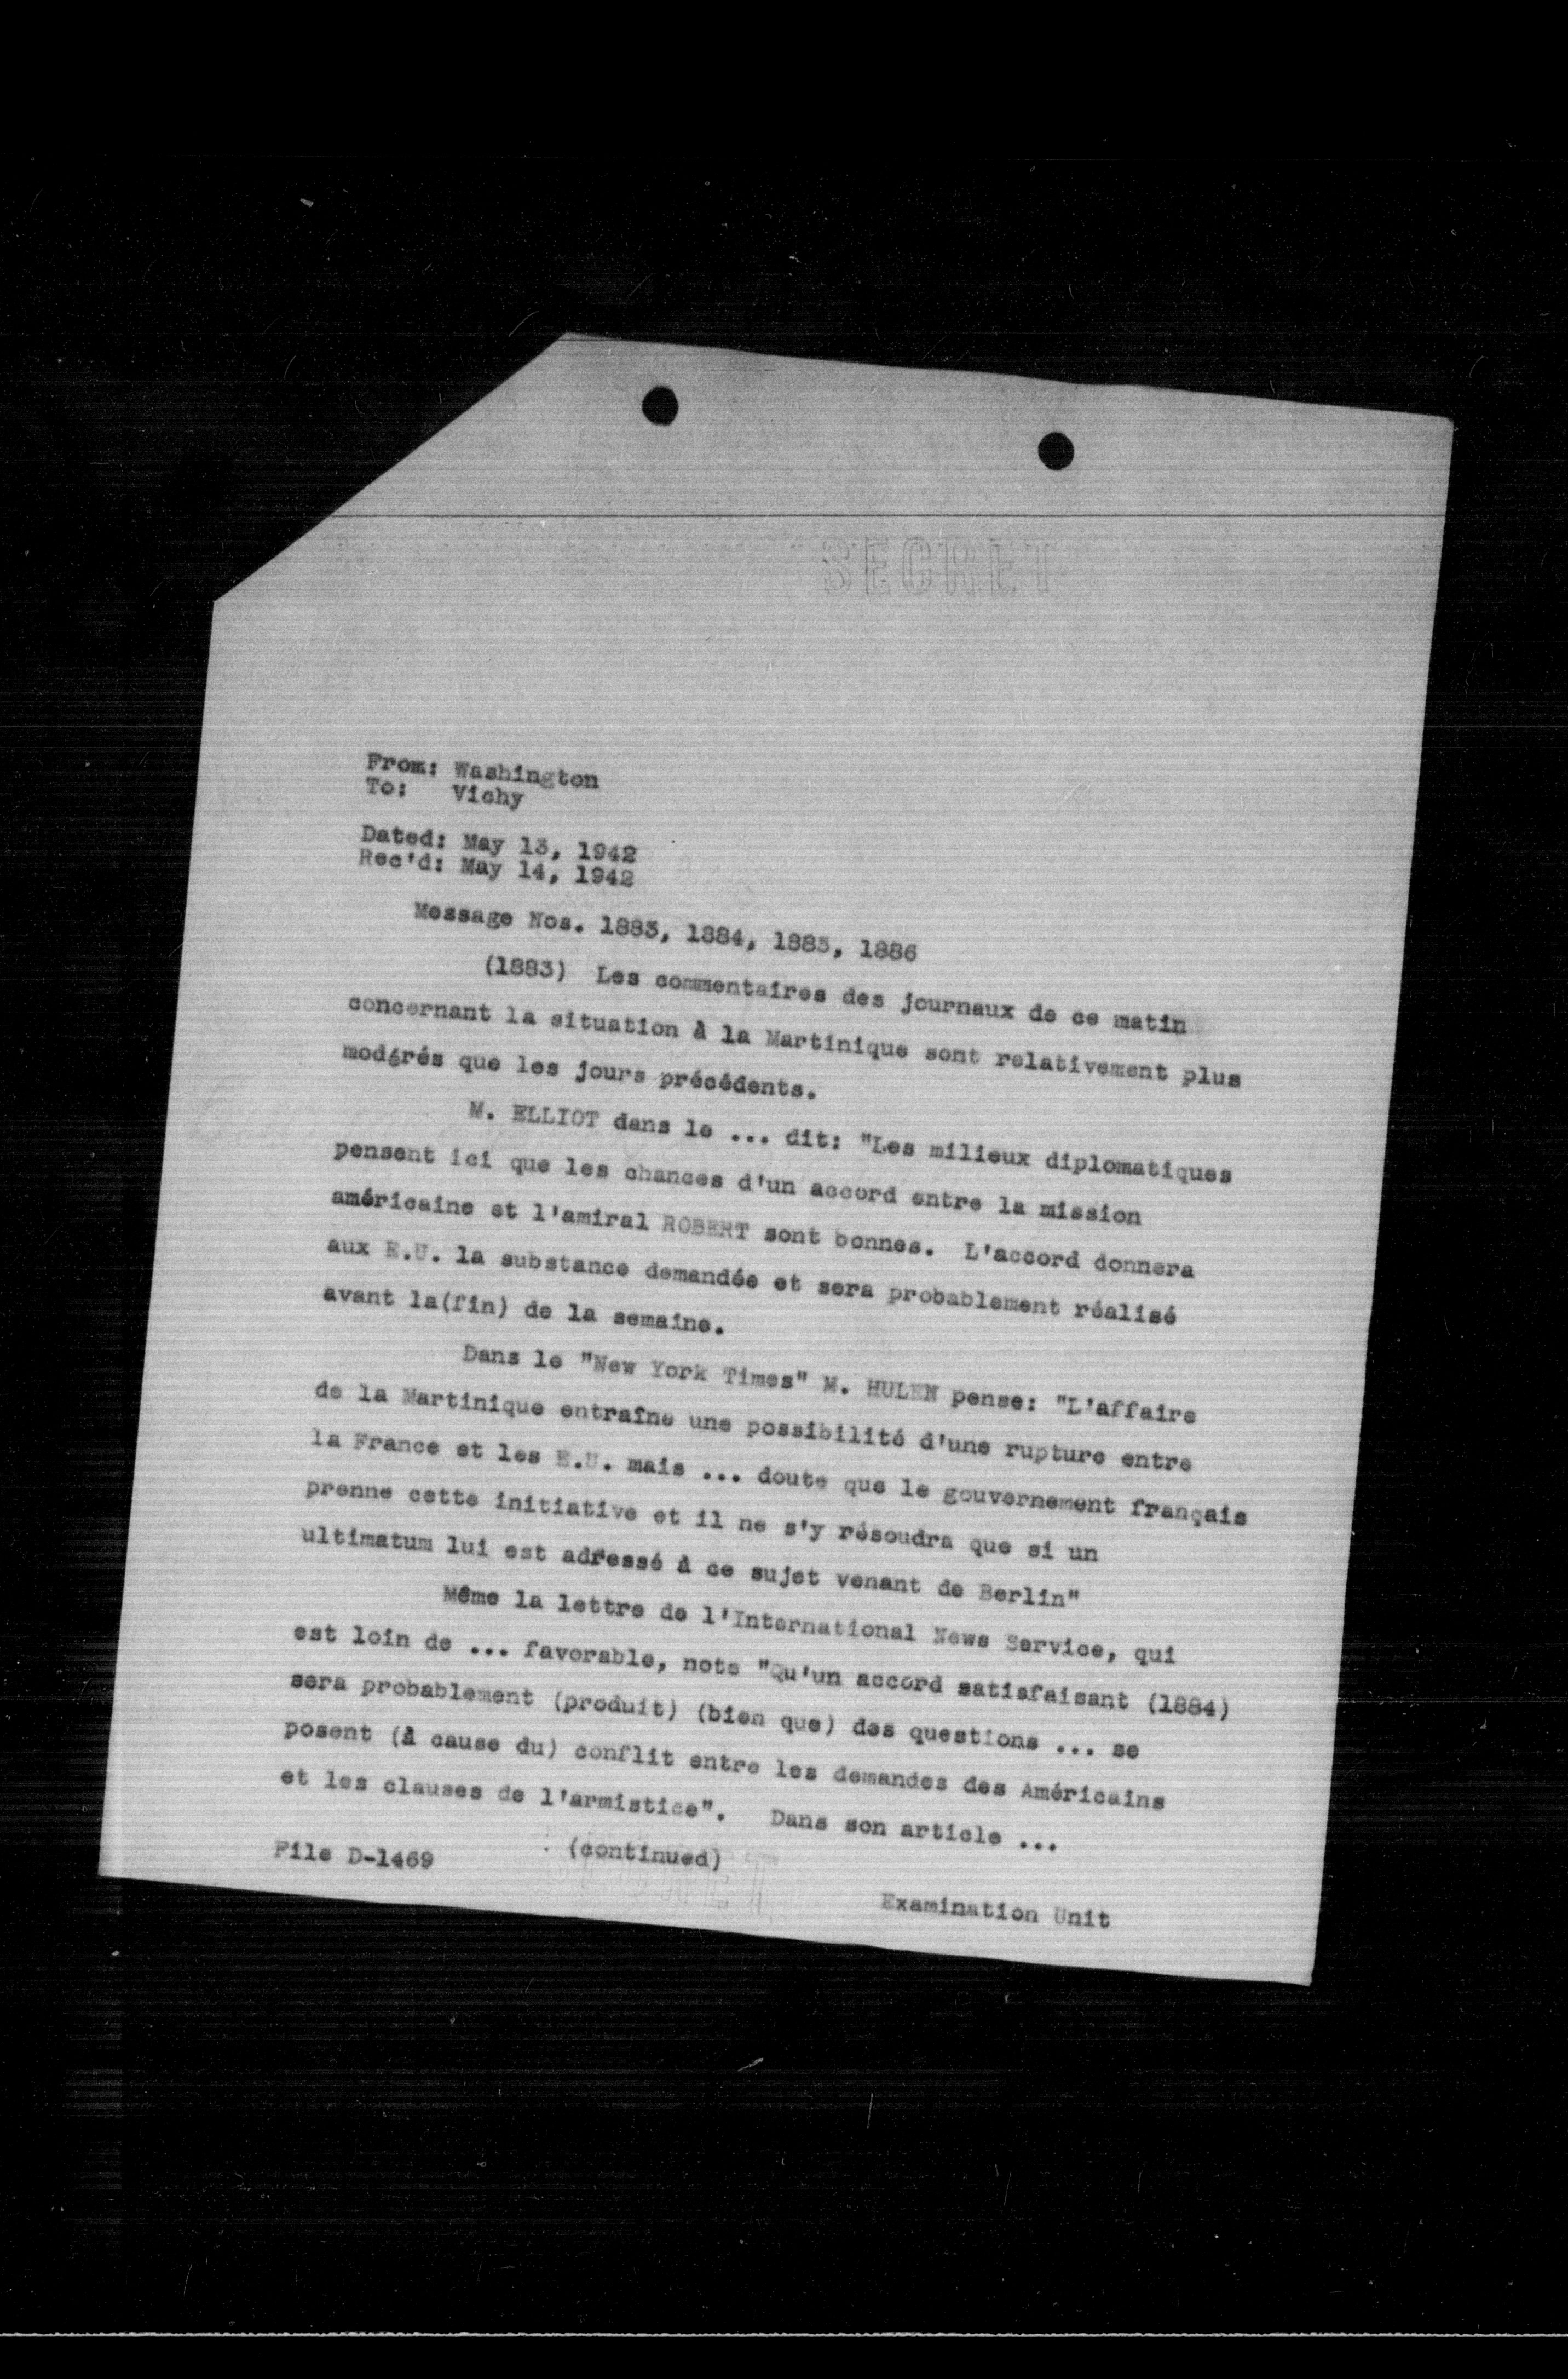 SECRET
From: Washington
To: Vichy
Dated: May 13, 1942
Rec'd: May 14, 1942
Message Nos. 1883, 1884, 1885, 1886
(1883) Les commentaires des journaux de ce matin
concernant la situation à la Martinique sont relativement plus
modérés que les jours précédents.
M. ELLIOT dans le ... dit: "Les milieux diplomatiques
pensent ici que les chances d'un accord entre la mission
américaine et l'amiral ROBERT sont bonnes. L'accord donnera
aux E.U. la substance demandée et sera probablement réalisé
avant la(fin) de la semaine.
Dans le "New York Times" M. HULEN pense: "L'affaire
de la Martinique entraîne une possibilité d'une rupture entre
la France et les E.U. mais ... doute que le gouvernement français
prenne cette initiative et il ne s'y résoudra que si un
ultimatum lui est adressé à ce sujet venant de Berlin"
Même la lettre de l'International News Service, qui
est loin de ... favorable, note "Qu'un accord satisfaisant (1884)
sera probablement (produit) (bien que) des questions ... se
posent (à cause du) conflit entre les demandes des Américains
et les clauses de l'armistice". Dans son article ...
(continued)
File D-1469
SECRET
Examination Unit